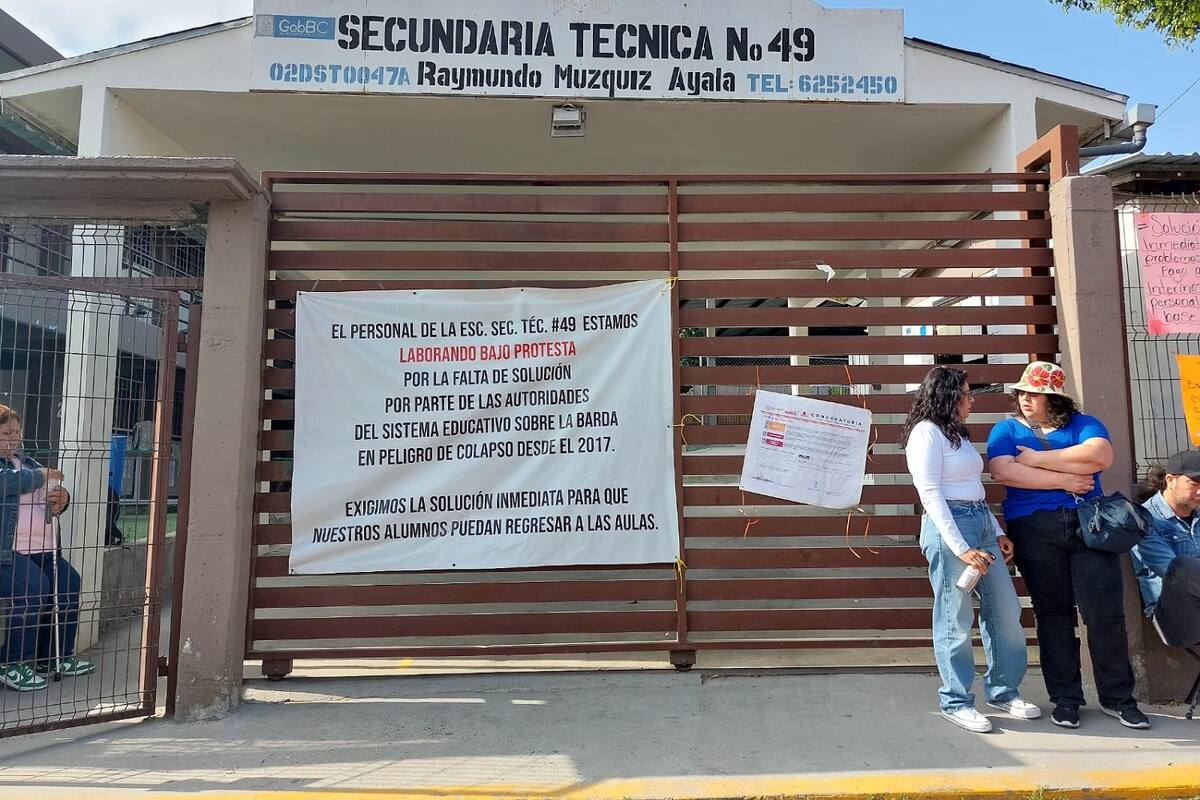 GobBC
SECUNDARIA TECNICA No 49
02DST0047A Raymundo Muzquiz Ayala TEL: 6252450
EL PERSONAL DE LA ESC. SEC. TÉC. #49 ESTAMOS
LABORANDO BAJO PROTESTA
POR LA FALTA DE SOLUCIÓN
POR PARTE DE LAS AUTORIDADES
DEL SISTEMA EDUCATIVO SOBRE LA BARDA
EN PELIGRO DE COLAPSO DESDE EL 2017.
EXIGIMOS LA SOLUCIÓN INMEDIATA PARA QUE
NUESTROS ALUMNOS PUEDAN REGRESAR A LAS AULAS.
CONVOCATORIA
Solucio
Inmedia
problemas
Pago a
Interino
personal
base